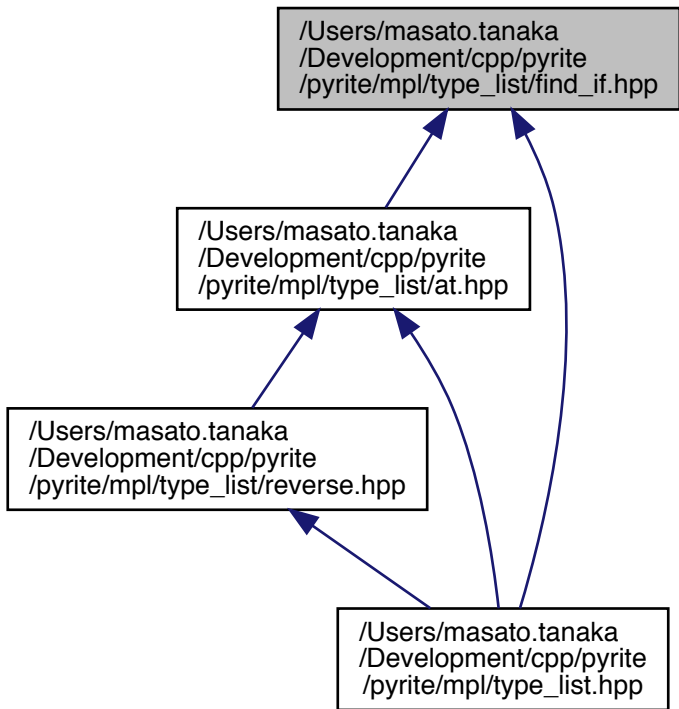 /Users/masato.tanaka
/Development/cpp/pyrite
/pyrite/mpl/type_list/find_if.hpp
/Users/masato.tanaka
/Development/cpp/pyrite
/pyrite/mpl/type_list/at.hpp
/Users/masato.tanaka
/Development/cpp/pyrite
/pyrite/mpl/type_list/reverse.hpp
/Users/masato.tanaka
/Development/cpp/pyrite
/pyrite/mpl/type_list.hpp